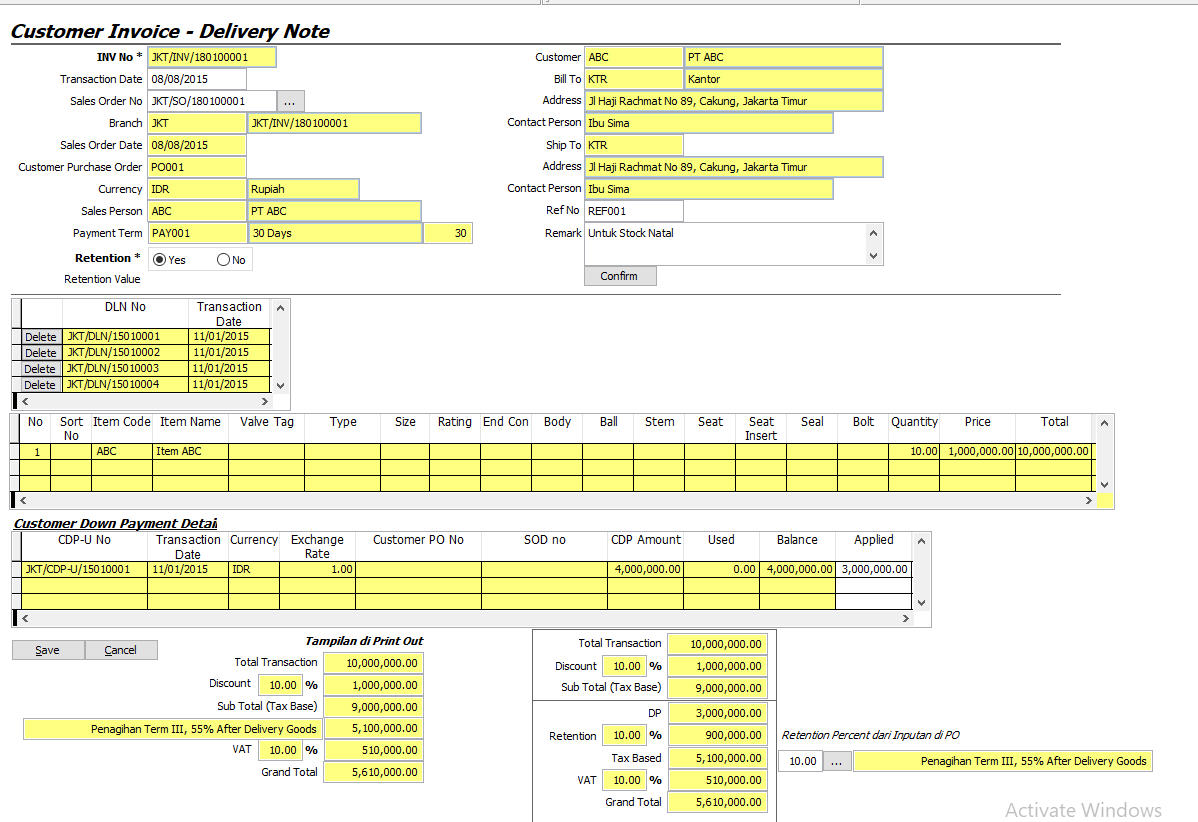 Customer Invoice - Delivery Note
INV No * JKT/INV/180100001
Transaction Date 08/08/2015
Sales Order No JKT/SO/180100001 ...
Branch JKT JKT/INV/180100001
Sales Order Date 08/08/2015
Customer Purchase Order PO001
Currency IDR Rupiah
Sales Person ABC PT ABC
Payment Term PAY001 30 Days 30
Retention * Yes No
Retention Value
Customer ABC PT ABC
Bill To KTR Kantor
Address Jl Haji Rachmat No 89, Cakung, Jakarta Timur
Contact Person Ibu Sima
Ship To KTR
Address Jl Haji Rachmat No 89, Cakung, Jakarta Timur
Contact Person Ibu Sima
Ref No REF001
Remark Untuk Stock Natal
Confirm
DLN No Transaction Date
Delete JKT/DLN/15010001 11/01/2015
Delete JKT/DLN/15010002 11/01/2015
Delete JKT/DLN/15010003 11/01/2015
Delete JKT/DLN/15010004 11/01/2015
No Sort No Item Code Item Name Valve Tag Type Size Rating End Con Body Ball Stem Seat Seat Insert Seal Bolt Quantity Price Total
1 ABC Item ABC 10.00 1,000,000.00 10,000,000.00
Customer Down Payment Detail
CDP-U No Transaction Date Currency Exchange Rate Customer PO No SOD no CDP Amount Used Balance Applied
JKT/CDP-U/15010001 11/01/2015 IDR 1.00 4,000,000.00 0.00 4,000,000.00 3,000,000.00
Save Cancel
Tampilan di Print Out
Total Transaction 10,000,000.00
Discount 10.00 % 1,000,000.00
Sub Total (Tax Base) 9,000,000.00
Penagihan Term III, 55% After Delivery Goods 5,100,000.00
VAT 10.00 % 510,000.00
Grand Total 5,610,000.00
Total Transaction 10,000,000.00
Discount 10.00 % 1,000,000.00
Sub Total (Tax Base) 9,000,000.00
DP 3,000,000.00
Retention 10.00 % 900,000.00 Retention Percent dari Inputan di PO
Tax Based 5,100,000.00 10.00 ... Penagihan Term III, 55% After Delivery Goods
VAT 10.00 % 510,000.00
Grand Total 5,610,000.00
Activate Windows